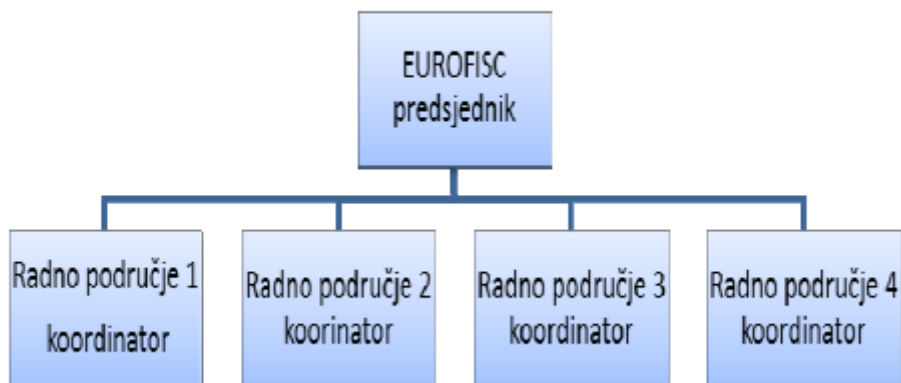 EUROFISC
predsjednik
Radno područje 1
koordinator
Radno područje 2
koorinator
Radno područje 3
koordinator
Radno područje 4
koordinator